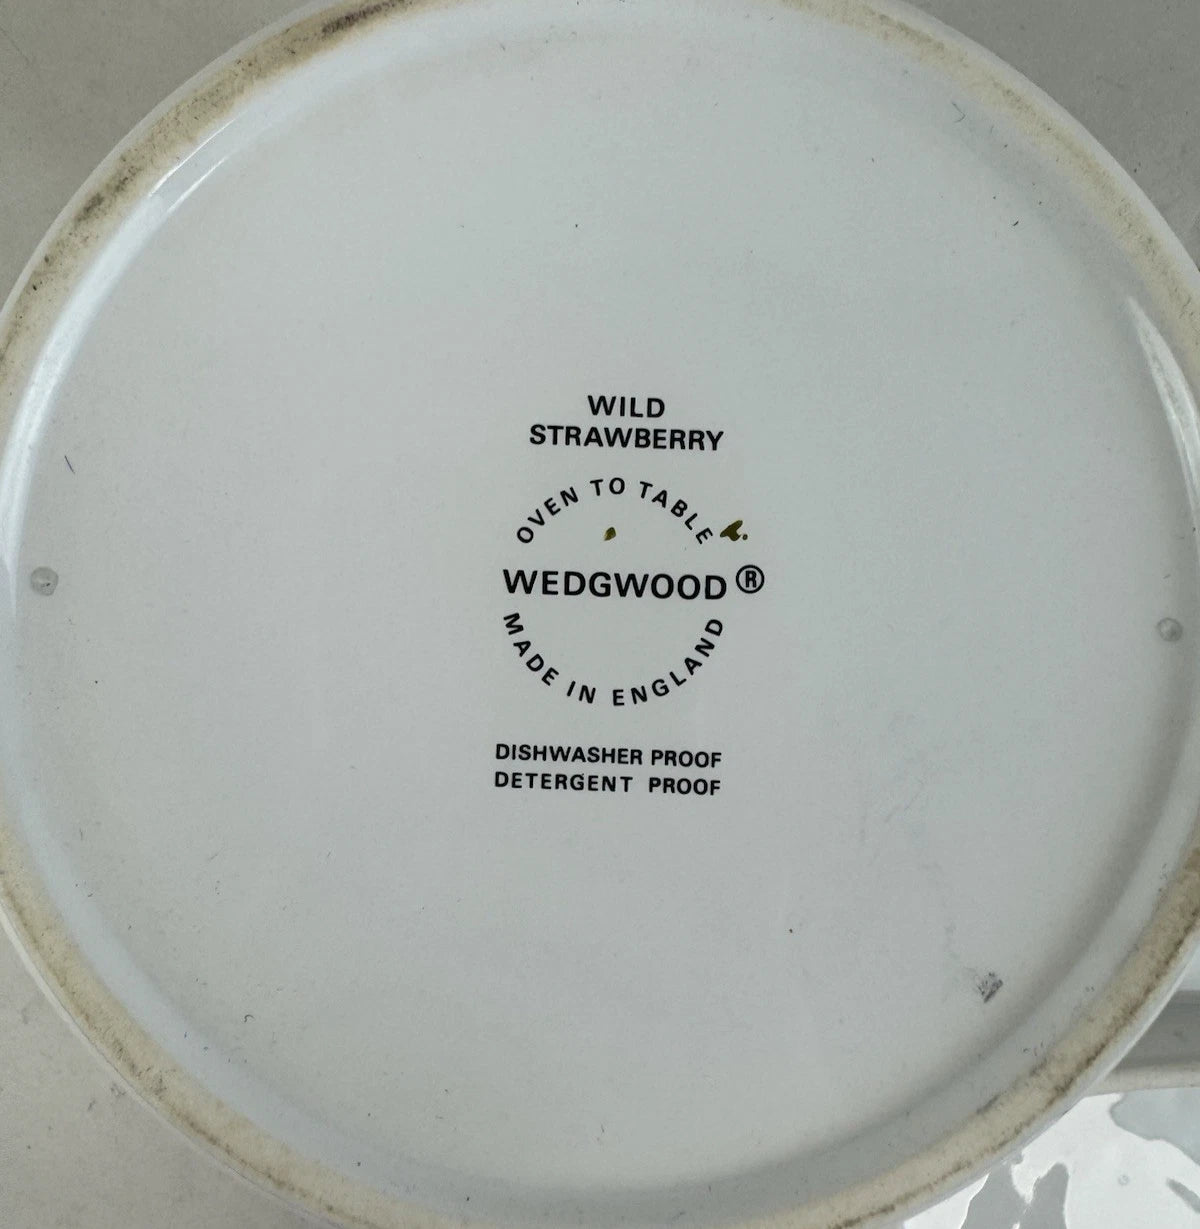 WILD
STRAWBERRY
OVEN TO TABLE
WEDGWOOD®
MADE IN ENGLAND
DISHWASHER PROOF
DETERGENT PROOF